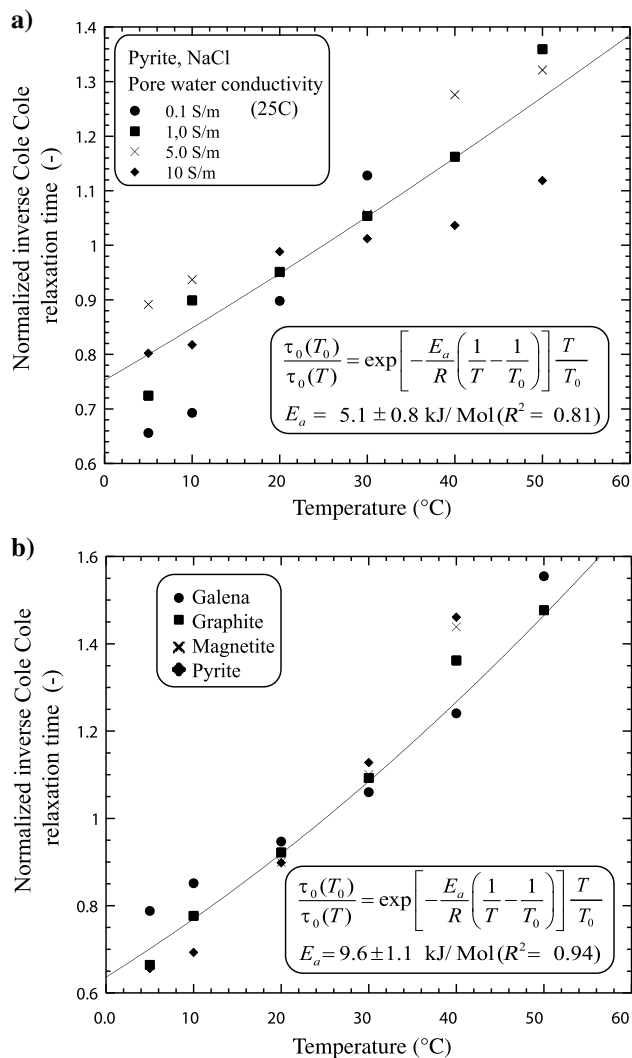 a)
Pyrite, NaCl
Pore water conductivity
(25C)
0.1 S/m
1,0 S/m
5.0 S/m
10 S/m
Normalized inverse Cole Cole
relaxation time (-)
1.4
1.3
1.2
1.1
1
0.9
0.8
0.7
0.6
τ₀(T₀)/τ₀(T) = exp[−Eₐ/R(1/T − 1/T₀)] T/T₀
Eₐ = 5.1 ± 0.8 kJ/ Mol (R² = 0.81)
0
10
20
30
40
50
60
Temperature (°C)
b)
Galena
Graphite
Magnetite
Pyrite
Normalized inverse Cole Cole
relaxation time (-)
1.6
1.4
1.2
1
0.8
0.6
τ₀(T₀)/τ₀(T) = exp[−Eₐ/R(1/T − 1/T₀)] T/T₀
Eₐ = 9.6 ± 1.1 kJ/ Mol (R² = 0.94)
0.0
10
20
30
40
50
60
Temperature (°C)